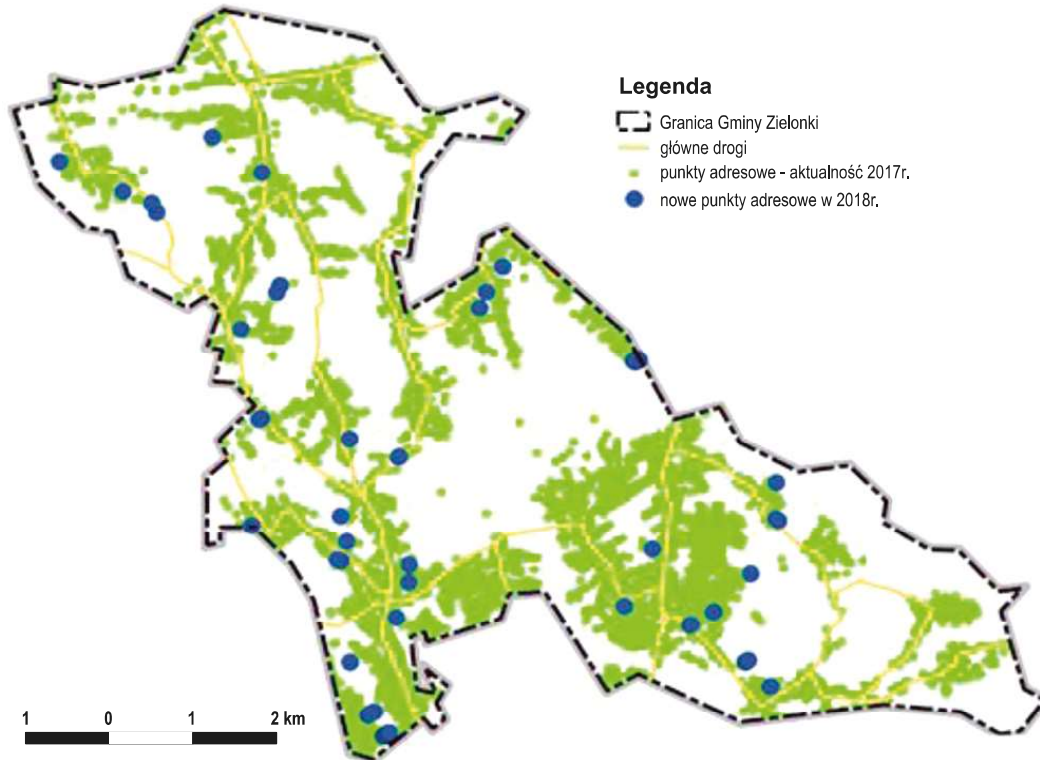 Legenda
Granica Gminy Zielonki
główne drogi
punkty adresowe - aktualność 2017r.
nowe punkty adresowe w 2018r.
1 0 1 2 km